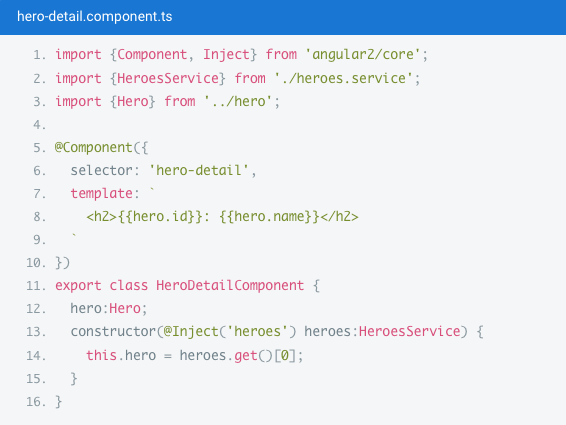 hero-detail.component.ts
1. import {Component, Inject} from 'angular2/core';
2. import {HeroesService} from './heroes.service';
3. import {Hero} from '../hero';
4.
5. @Component({
6.   selector: 'hero-detail',
7.   template: `
8.     <h2>{{hero.id}}: {{hero.name}}</h2>
9.   `
10. })
11. export class HeroDetailComponent {
12.   hero:Hero;
13.   constructor(@Inject('heroes') heroes:HeroesService) {
14.     this.hero = heroes.get()[0];
15.   }
16. }